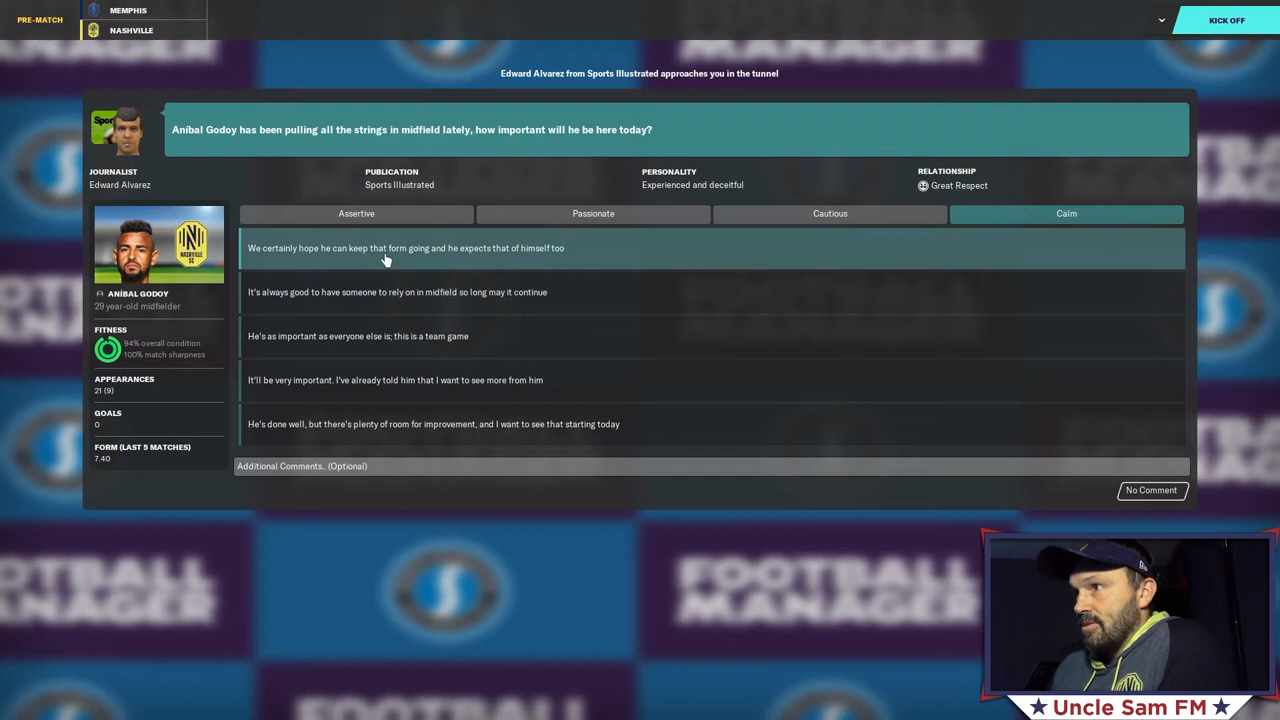 PRE-MATCH
MEMPHIS
NASHVILLE
KICK OFF
Edward Alvarez from Sports Illustrated approaches you in the tunnel
Spor
Aníbal Godoy has been pulling all the strings in midfield lately, how important will he be here today?
JOURNALIST
Edward Alvarez
PUBLICATION
Sports Illustrated
PERSONALITY
Experienced and deceitful
RELATIONSHIP
Great Respect
Assertive
Passionate
Cautious
Calm
NASHVILLE SC
ANÍBAL GODOY
29 year-old midfielder
FITNESS
94% overall condition
100% match sharpness
APPEARANCES
21 (9)
GOALS
0
FORM (LAST 5 MATCHES)
7.40
We certainly hope he can keep that form going and he expects that of himself too
It's always good to have someone to rely on in midfield so long may it continue
He's as important as everyone else is; this is a team game
It'll be very important. I've already told him that I want to see more from him
He's done well, but there's plenty of room for improvement, and I want to see that starting today
Additional Comments.. (Optional)
No Comment
FOOTBALL
MANAGER
Uncle Sam FM